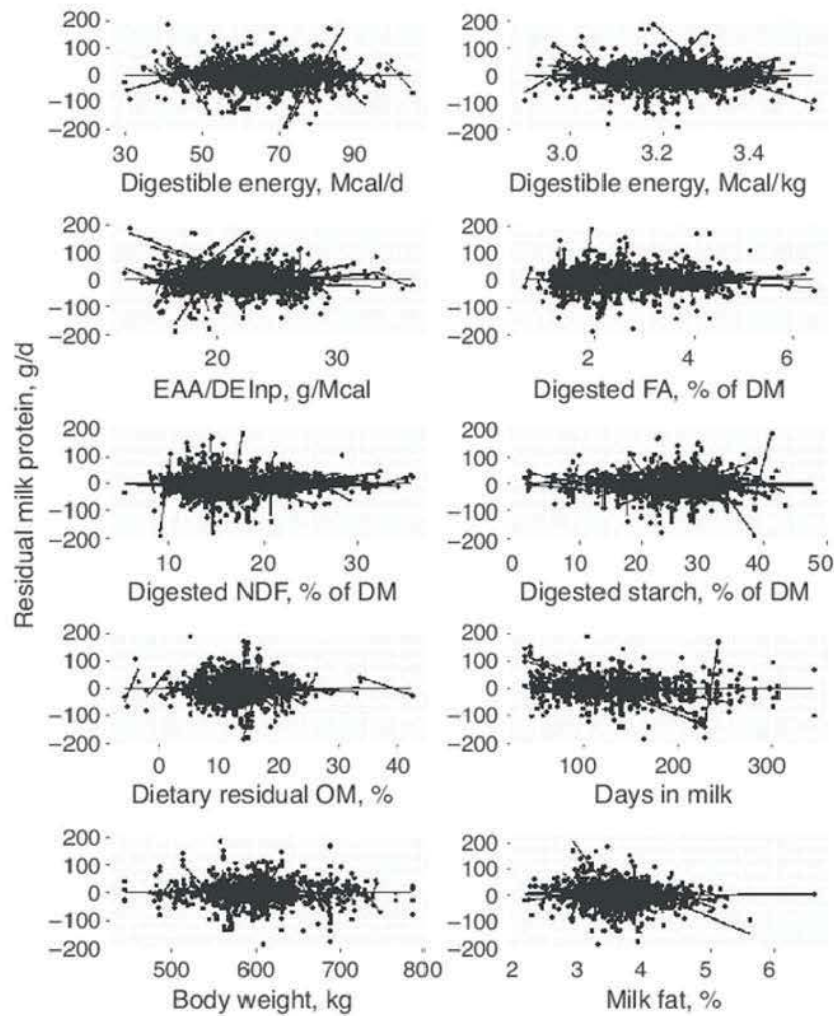 Residual milk protein, g/d
200
100
0
−100
−200
30 50 70 90
Digestible energy, Mcal/d
200
100
0
−100
−200
3.0 3.2 3.4
Digestible energy, Mcal/kg
200
100
0
−100
−200
20 30
EAA/DEInp, g/Mcal
200
100
0
−100
−200
2 4 6
Digested FA, % of DM
200
100
0
−100
−200
10 20 30
Digested NDF, % of DM
200
100
0
−100
−200
0 10 20 30 40 50
Digested starch, % of DM
200
100
0
−100
−200
0 10 20 30 40
Dietary residual OM, %
200
100
0
−100
−200
100 200 300
Days in milk
200
100
0
−100
−200
500 600 700 800
Body weight, kg
200
100
0
−100
−200
2 3 4 5 6
Milk fat, %